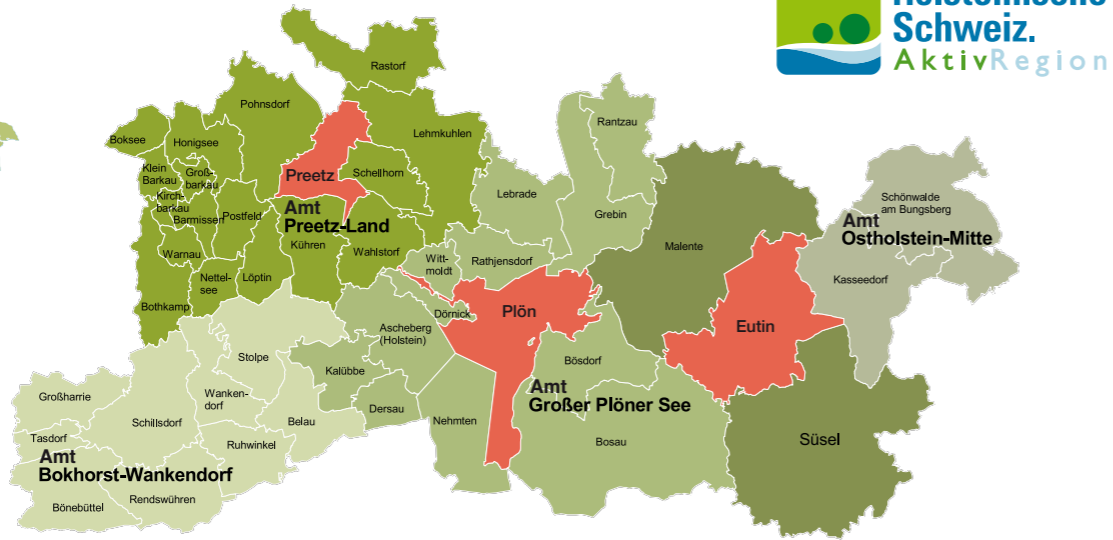 Schweiz.
AktivRegion
Rastorf
Pohnsdorf
Lehmkuhlen
Boksee
Honigsee
Klein
Barkau
Groß-
barkau
Preetz
Schellhorn
Kirch-
barkau
Barmissen
Postfeld
Amt
Preetz-Land
Kühren
Wahlstorf
Warnau
Nettel-
see
Löptin
Bothkamp
Rantzau
Lebrade
Grebin
Witt-
moldt
Rathjensdorf
Malente
Schönwalde
am Bungsberg
Amt
Ostholstein-Mitte
Kasseedorf
Dörnick
Plön
Eutin
Ascheberg
(Holstein)
Stolpe
Kalübbe
Bösdorf
Amt
Großer Plöner See
Großharrie
Wanken-
dorf
Dersau
Schillsdorf
Belau
Nehmten
Bosau
Süsel
Tasdorf
Ruhwinkel
Amt
Bokhorst-Wankendorf
Rendswühren
Bönebüttel